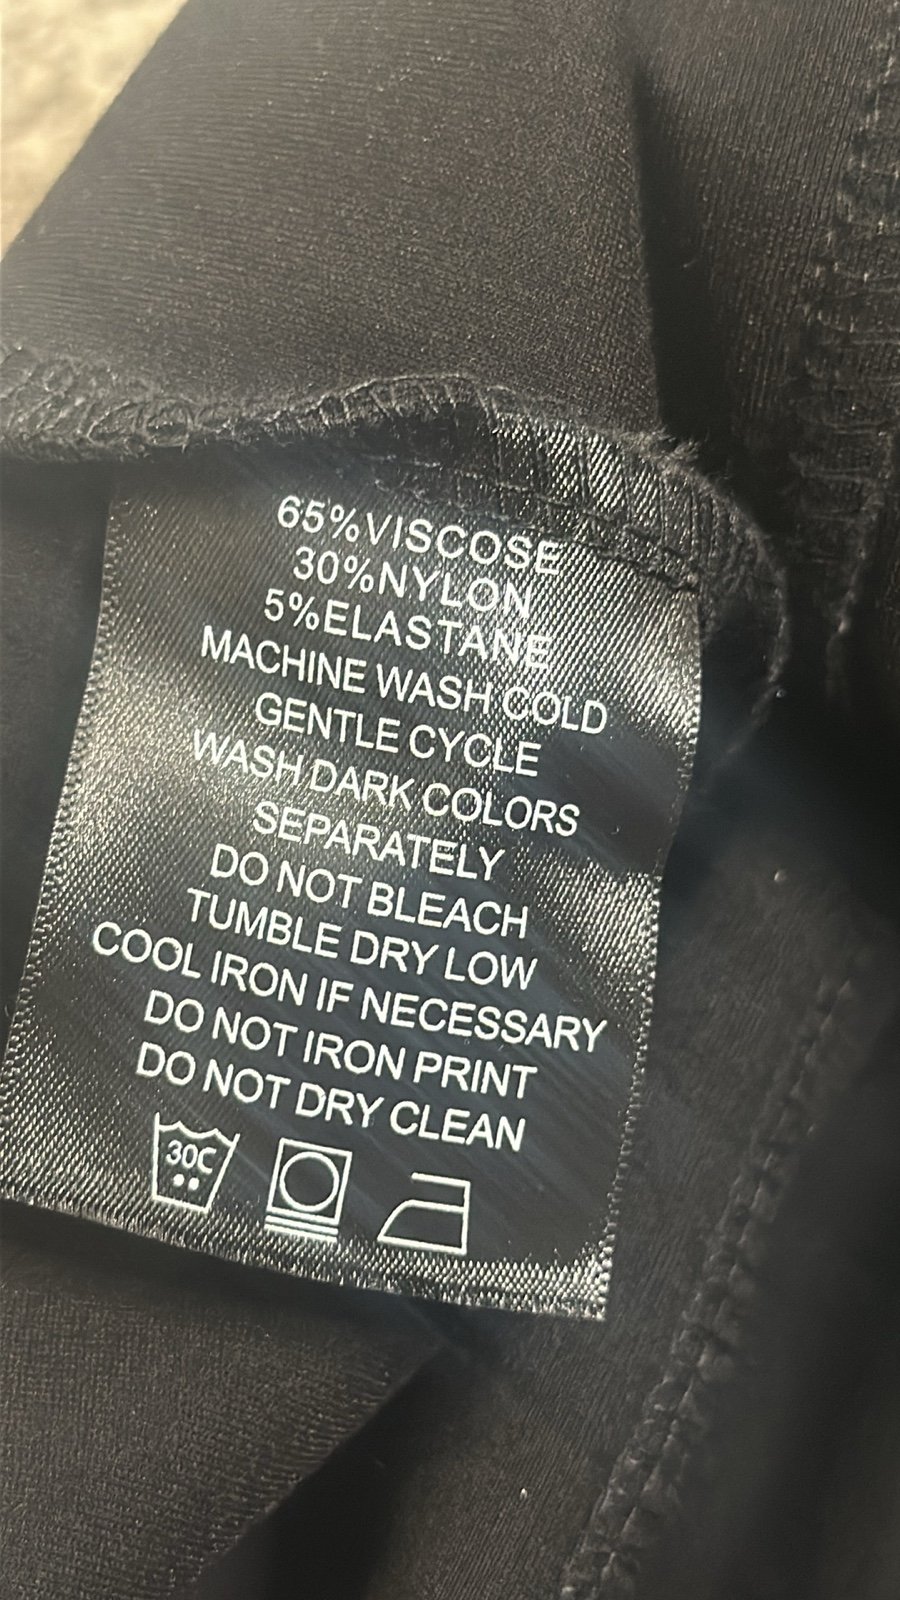 65%VISCOSE
30%NYLON
5%ELASTANE
MACHINE WASH COLD
GENTLE CYCLE
WASH DARK COLORS
SEPARATELY
DO NOT BLEACH
TUMBLE DRY LOW
COOL IRON IF NECESSARY
DO NOT IRON PRINT
DO NOT DRY CLEAN
30C